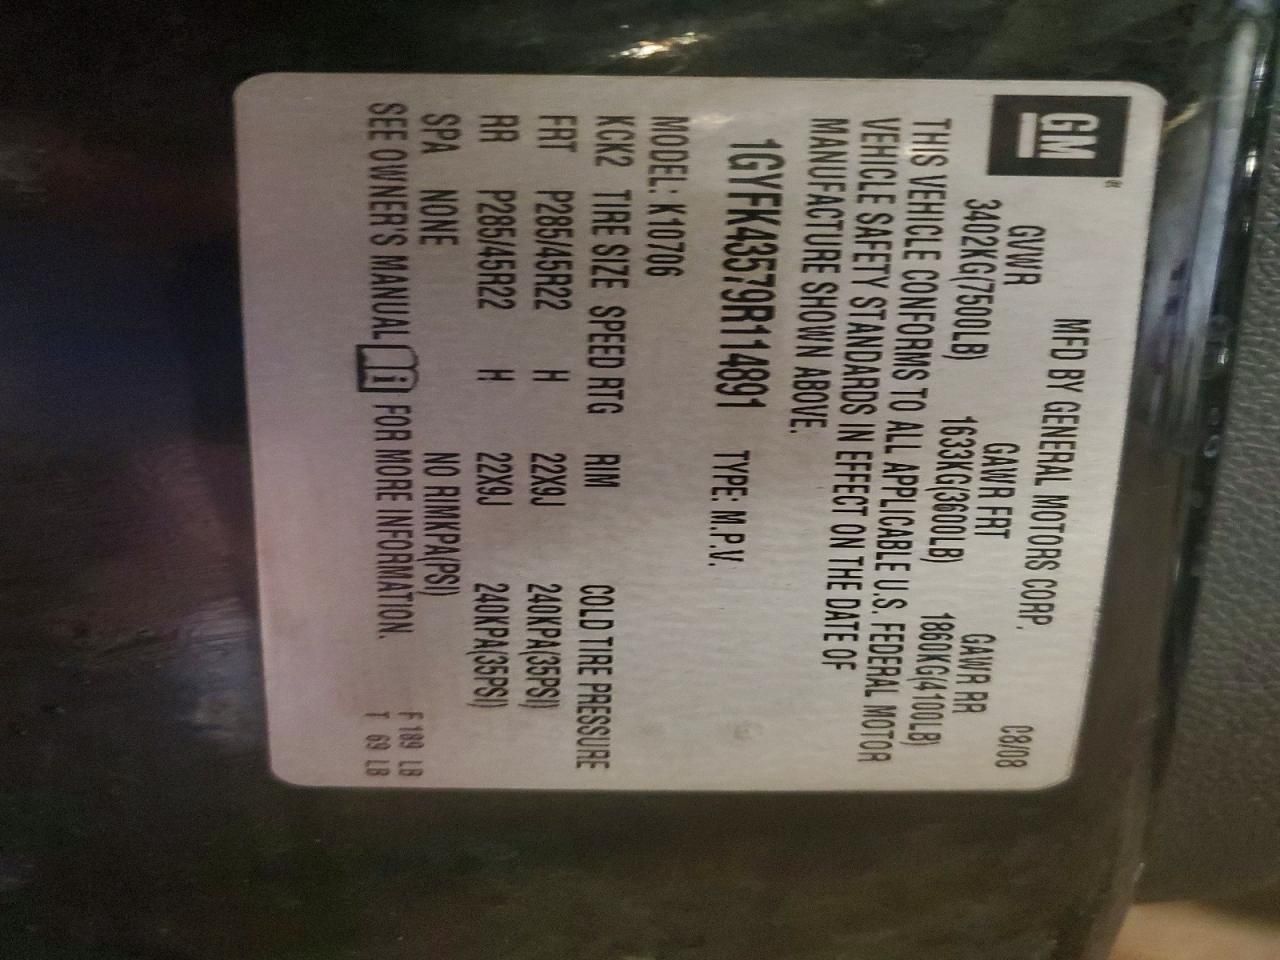 GM
MFD BY GENERAL MOTORS CORP. 08/08
GVWR GAWR FRT GAWR RR
3402KG(7500LB) 1633KG(3600LB) 1860KG(4100LB)
THIS VEHICLE CONFORMS TO ALL APPLICABLE U.S. FEDERAL MOTOR
VEHICLE SAFETY STANDARDS IN EFFECT ON THE DATE OF
MANUFACTURE SHOWN ABOVE.
1GYFK43579R114891 TYPE: M.P.V.
MODEL: K10706
KCK2 TIRE SIZE SPEED RTG RIM COLD TIRE PRESSURE
FRT P285/45R22 H 22X9J 240KPA(35PSI)
RR P285/45R22 H 22X9J 240KPA(35PSI)
SPA NONE NO RMKPA(PSI)
SEE OWNER'S MANUAL i FOR MORE INFORMATION.
F 189 LB
T 69 LB